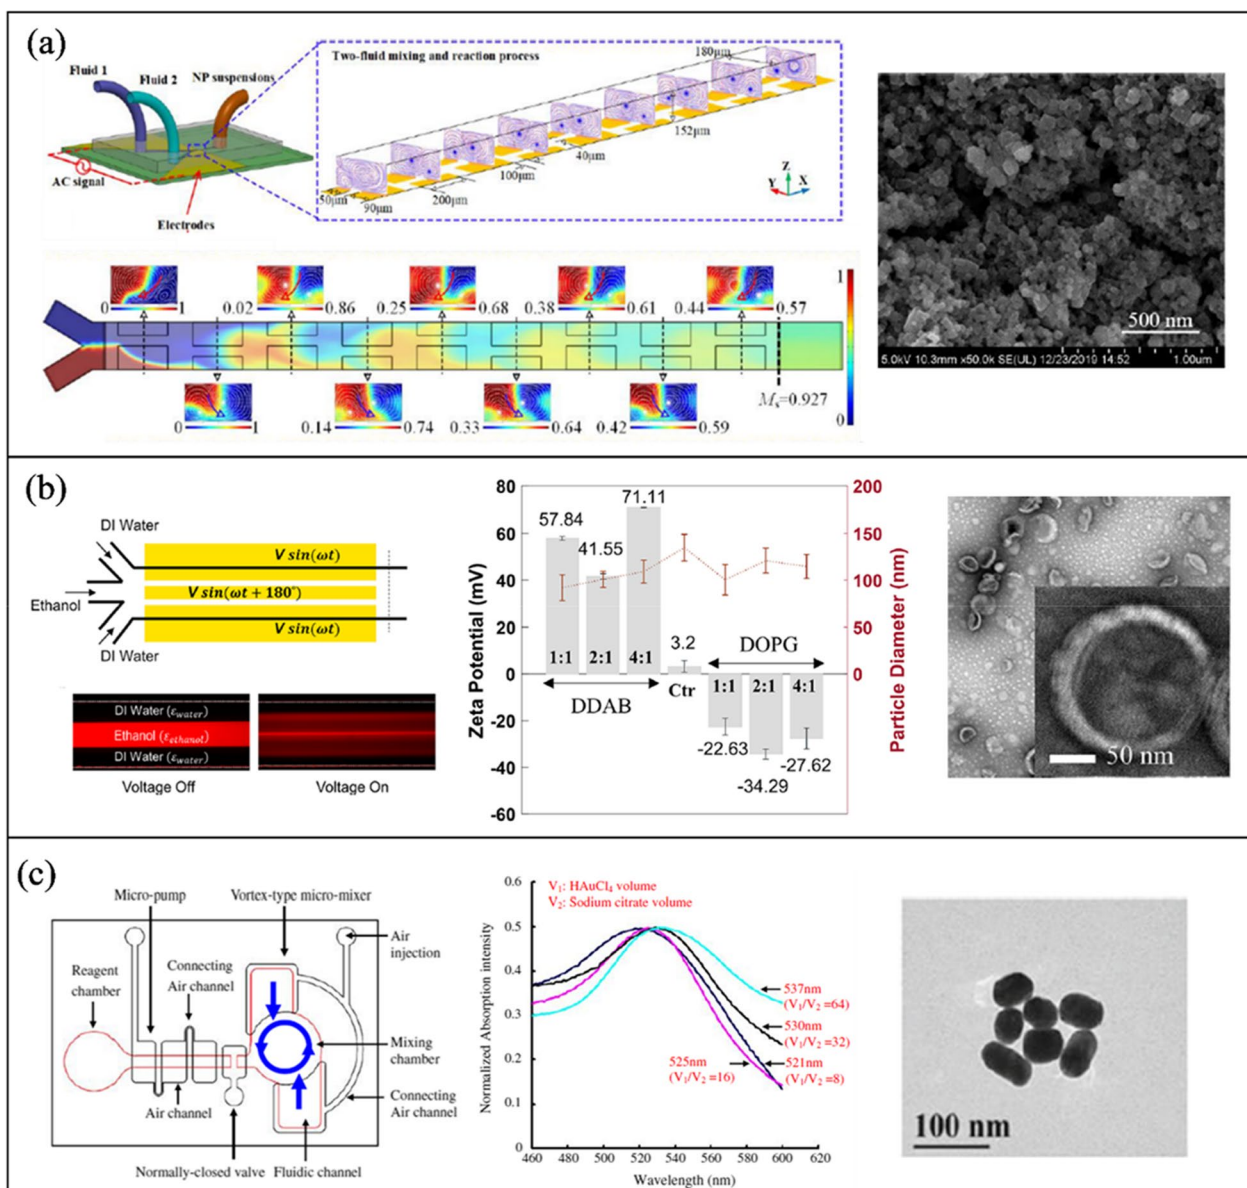 (a)
Fluid 1
Fluid 2
NP suspensions
AC signal
Electrodes
Two-fluid mixing and reaction process
180μm
152μm
40μm
100μm
200μm
90μm
50μm
Z
Y
X
0 1
0.02 0.86
0.25 0.68
0.38 0.61
0.44 0.57
0 1
0.14 0.74
0.33 0.64
0.42 0.59
Ms=0.927
1
0
500 nm
5.0kV 10.3mm x50.0k SE(UL) 12/23/2019 14:52
1.00um
(b)
DI Water
Ethanol
DI Water
V sin(ωt)
V sin(ωt + 180°)
V sin(ωt)
DI Water (εwater)
Ethanol (εethanol)
DI Water (εwater)
Voltage Off
Voltage On
Zeta Potential (mV)
80
60
40
20
0
-20
-40
-60
57.84
41.55
71.11
3.2
-22.63
-34.29
-27.62
1:1 2:1 4:1
Ctr
1:1 2:1 4:1
DDAB
DOPG
200
150
100
50
0
Particle Diameter (nm)
50 nm
(c)
Micro-pump
Vortex-type micro-mixer
Reagent
chamber
Connecting
Air channel
Air
injection
Mixing
chamber
Air channel
Connecting
Air channel
Normally-closed valve
Fluidic channel
Normalized Absorption intensity
0.6
0.5
0.4
0.3
0.2
0.1
0
V1: HAuCl4 volume
V2: Sodium citrate volume
537nm
(V1/V2 =64)
530nm
(V1/V2 =32)
525nm
(V1/V2 =16)
521nm
(V1/V2 =8)
460 480 500 520 540 560 580 600 620
Wavelength (nm)
100 nm